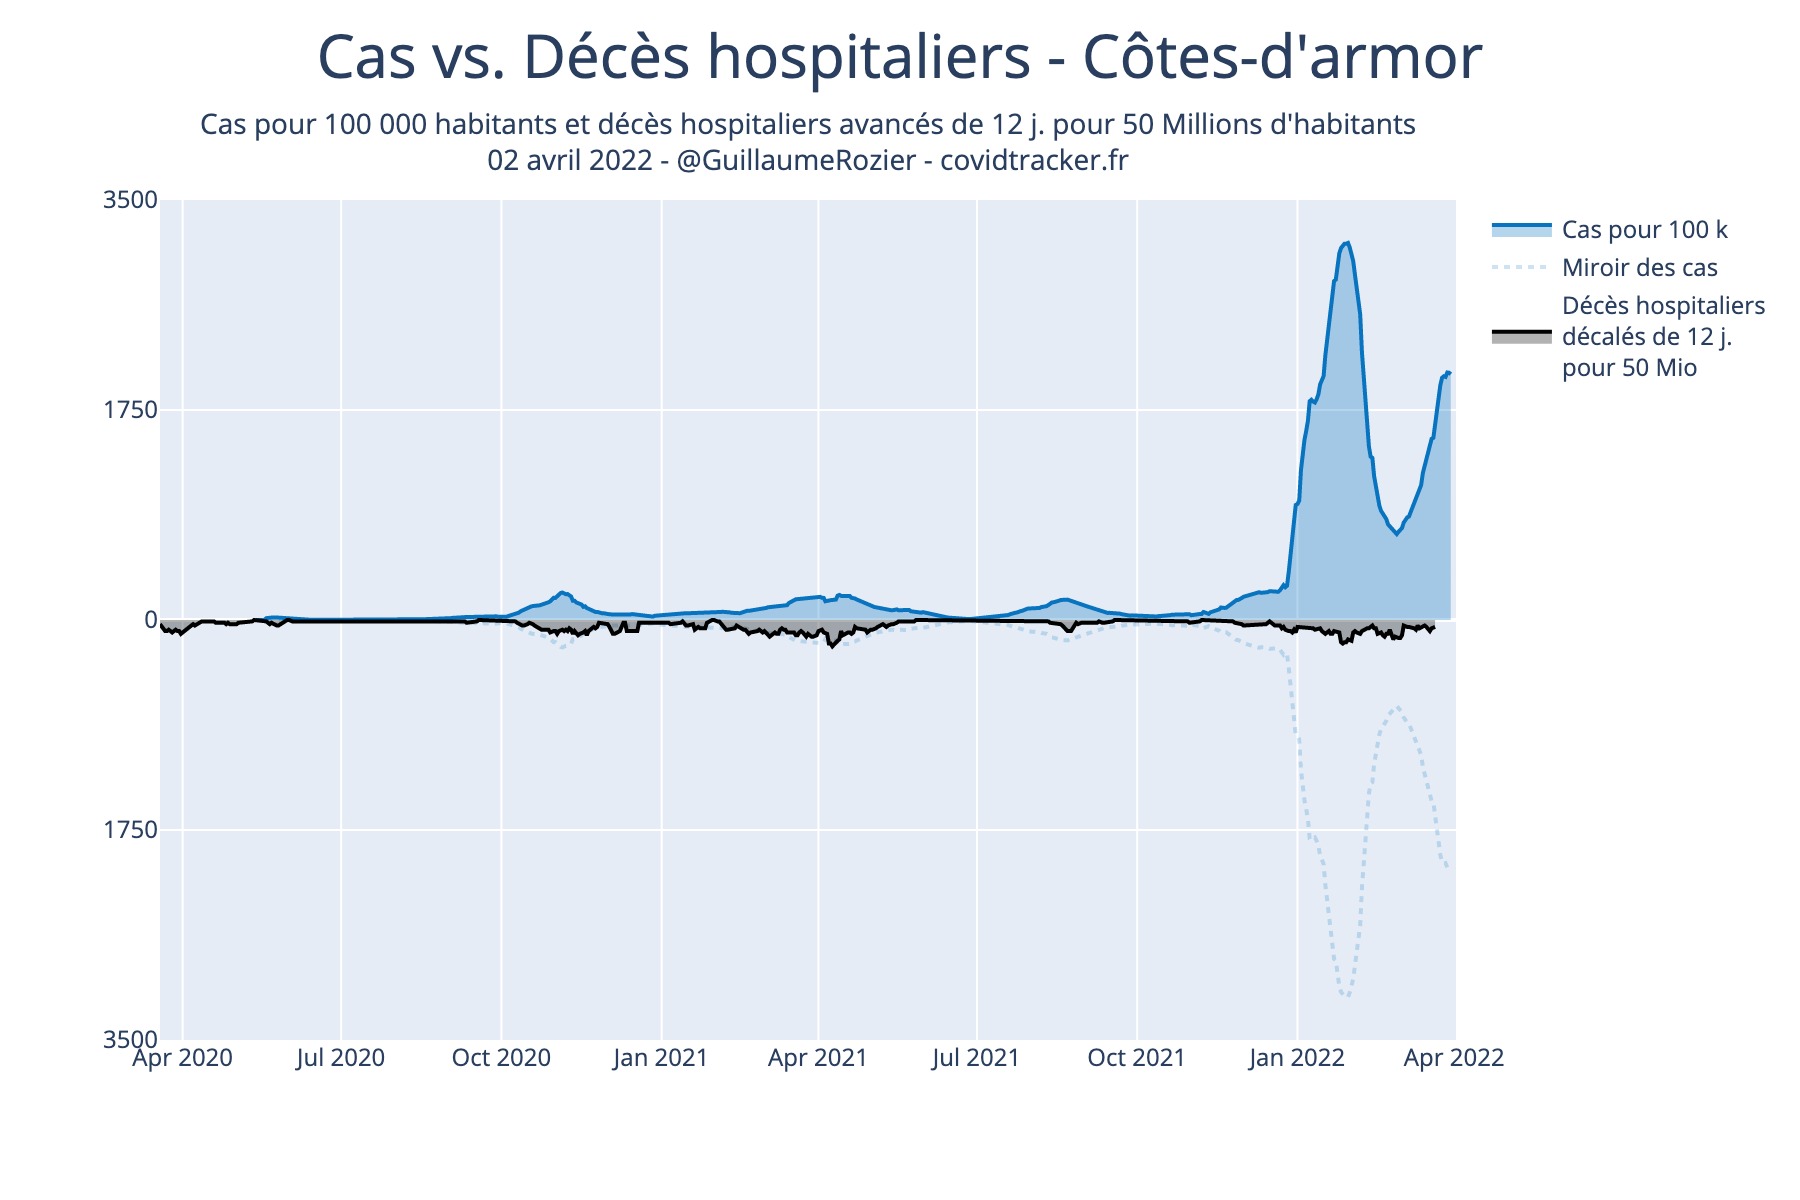 Cas vs. Décès hospitaliers - Côtes-d'armor
Cas pour 100 000 habitants et décès hospitaliers avancés de 12 j. pour 50 Millions d'habitants
02 avril 2022 - @GuillaumeRozier - covidtracker.fr
3500
1750
0
1750
3500
Apr 2020
Jul 2020
Oct 2020
Jan 2021
Apr 2021
Jul 2021
Oct 2021
Jan 2022
Apr 2022
Cas pour 100 k
Miroir des cas
Décès hospitaliers
décalés de 12 j.
pour 50 Mio